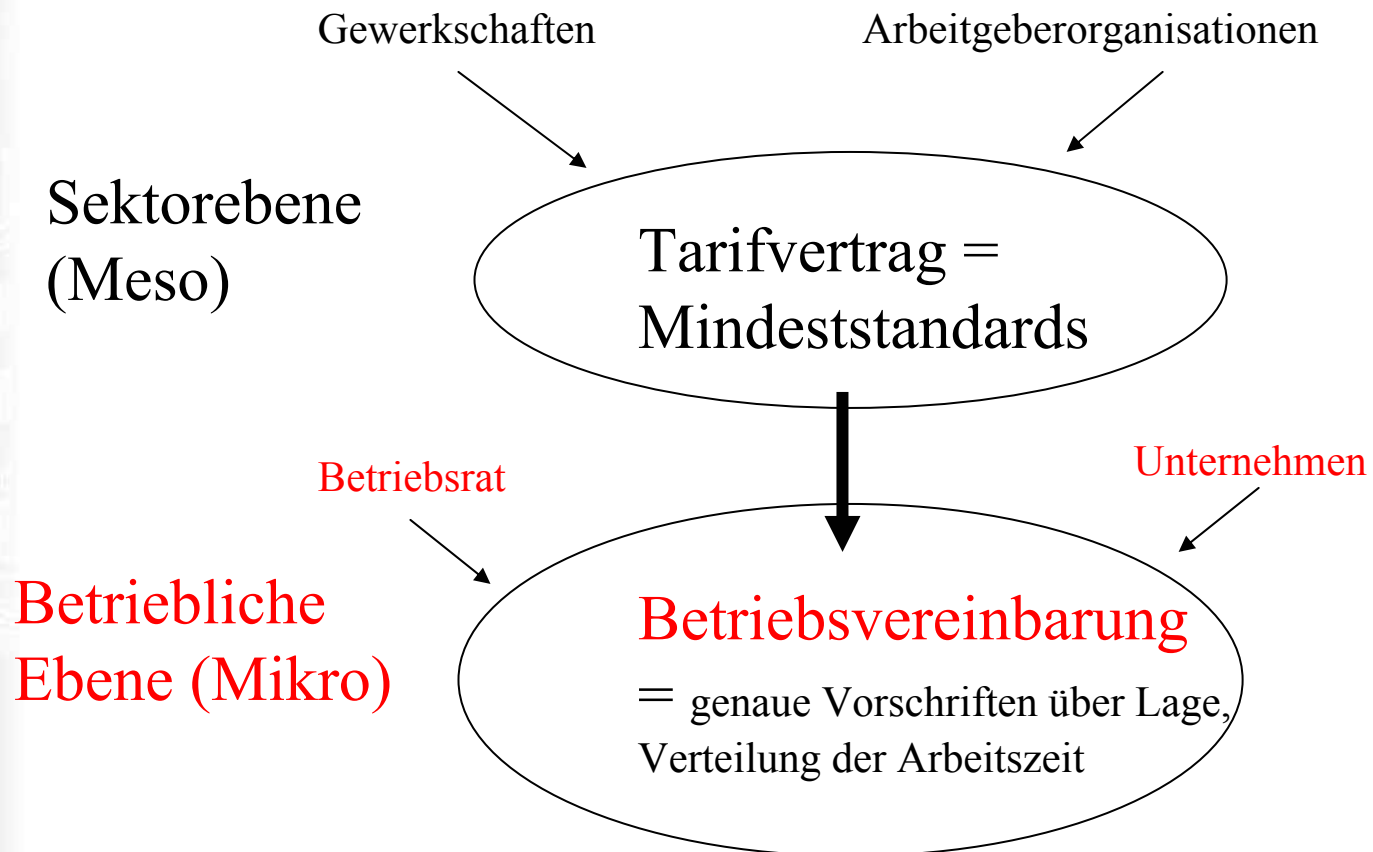 Gewerkschaften
Arbeitgeberorganisationen
Sektorebene
(Meso)
Tarifvertrag =
Mindeststandards
Betriebsrat
Unternehmen
Betriebliche
Ebene (Mikro)
Betriebsvereinbarung
= genaue Vorschriften über Lage,
Verteilung der Arbeitszeit